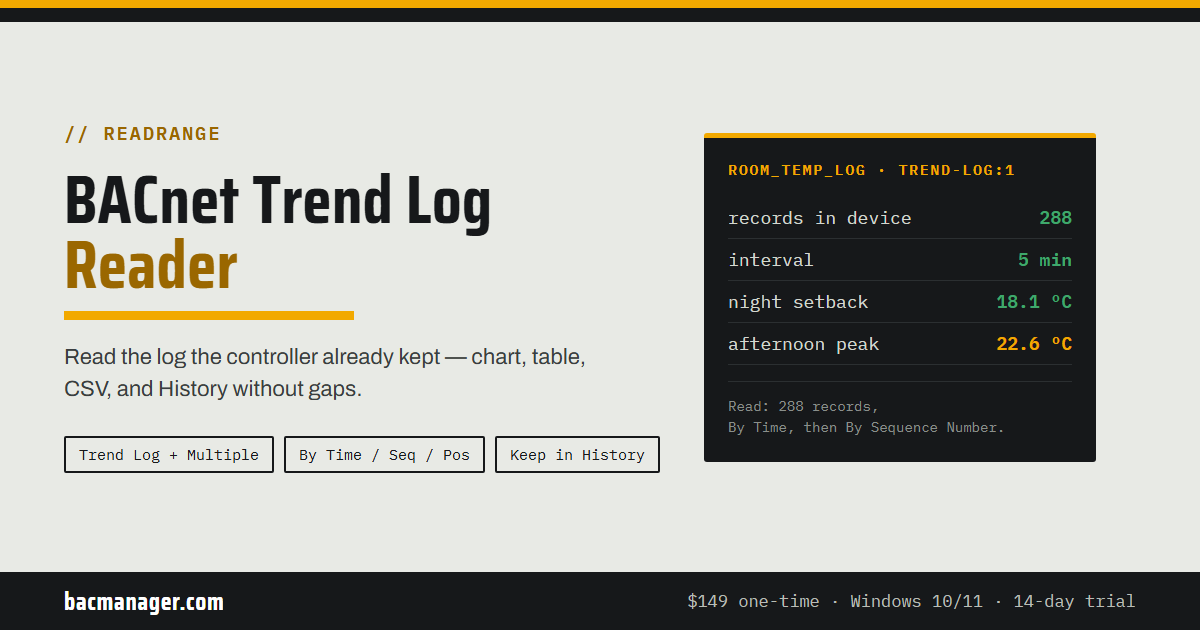 // READRANGE
BACnet Trend Log
Reader
Read the log the controller already kept — chart, table,
CSV, and History without gaps.
Trend Log + Multiple
By Time / Seq / Pos
Keep in History
ROOM_TEMP_LOG · TREND-LOG:1
records in device 288
interval 5 min
night setback 18.1 °C
afternoon peak 22.6 °C
Read: 288 records,
By Time, then By Sequence Number.
bacmanager.com
$149 one-time · Windows 10/11 · 14-day trial